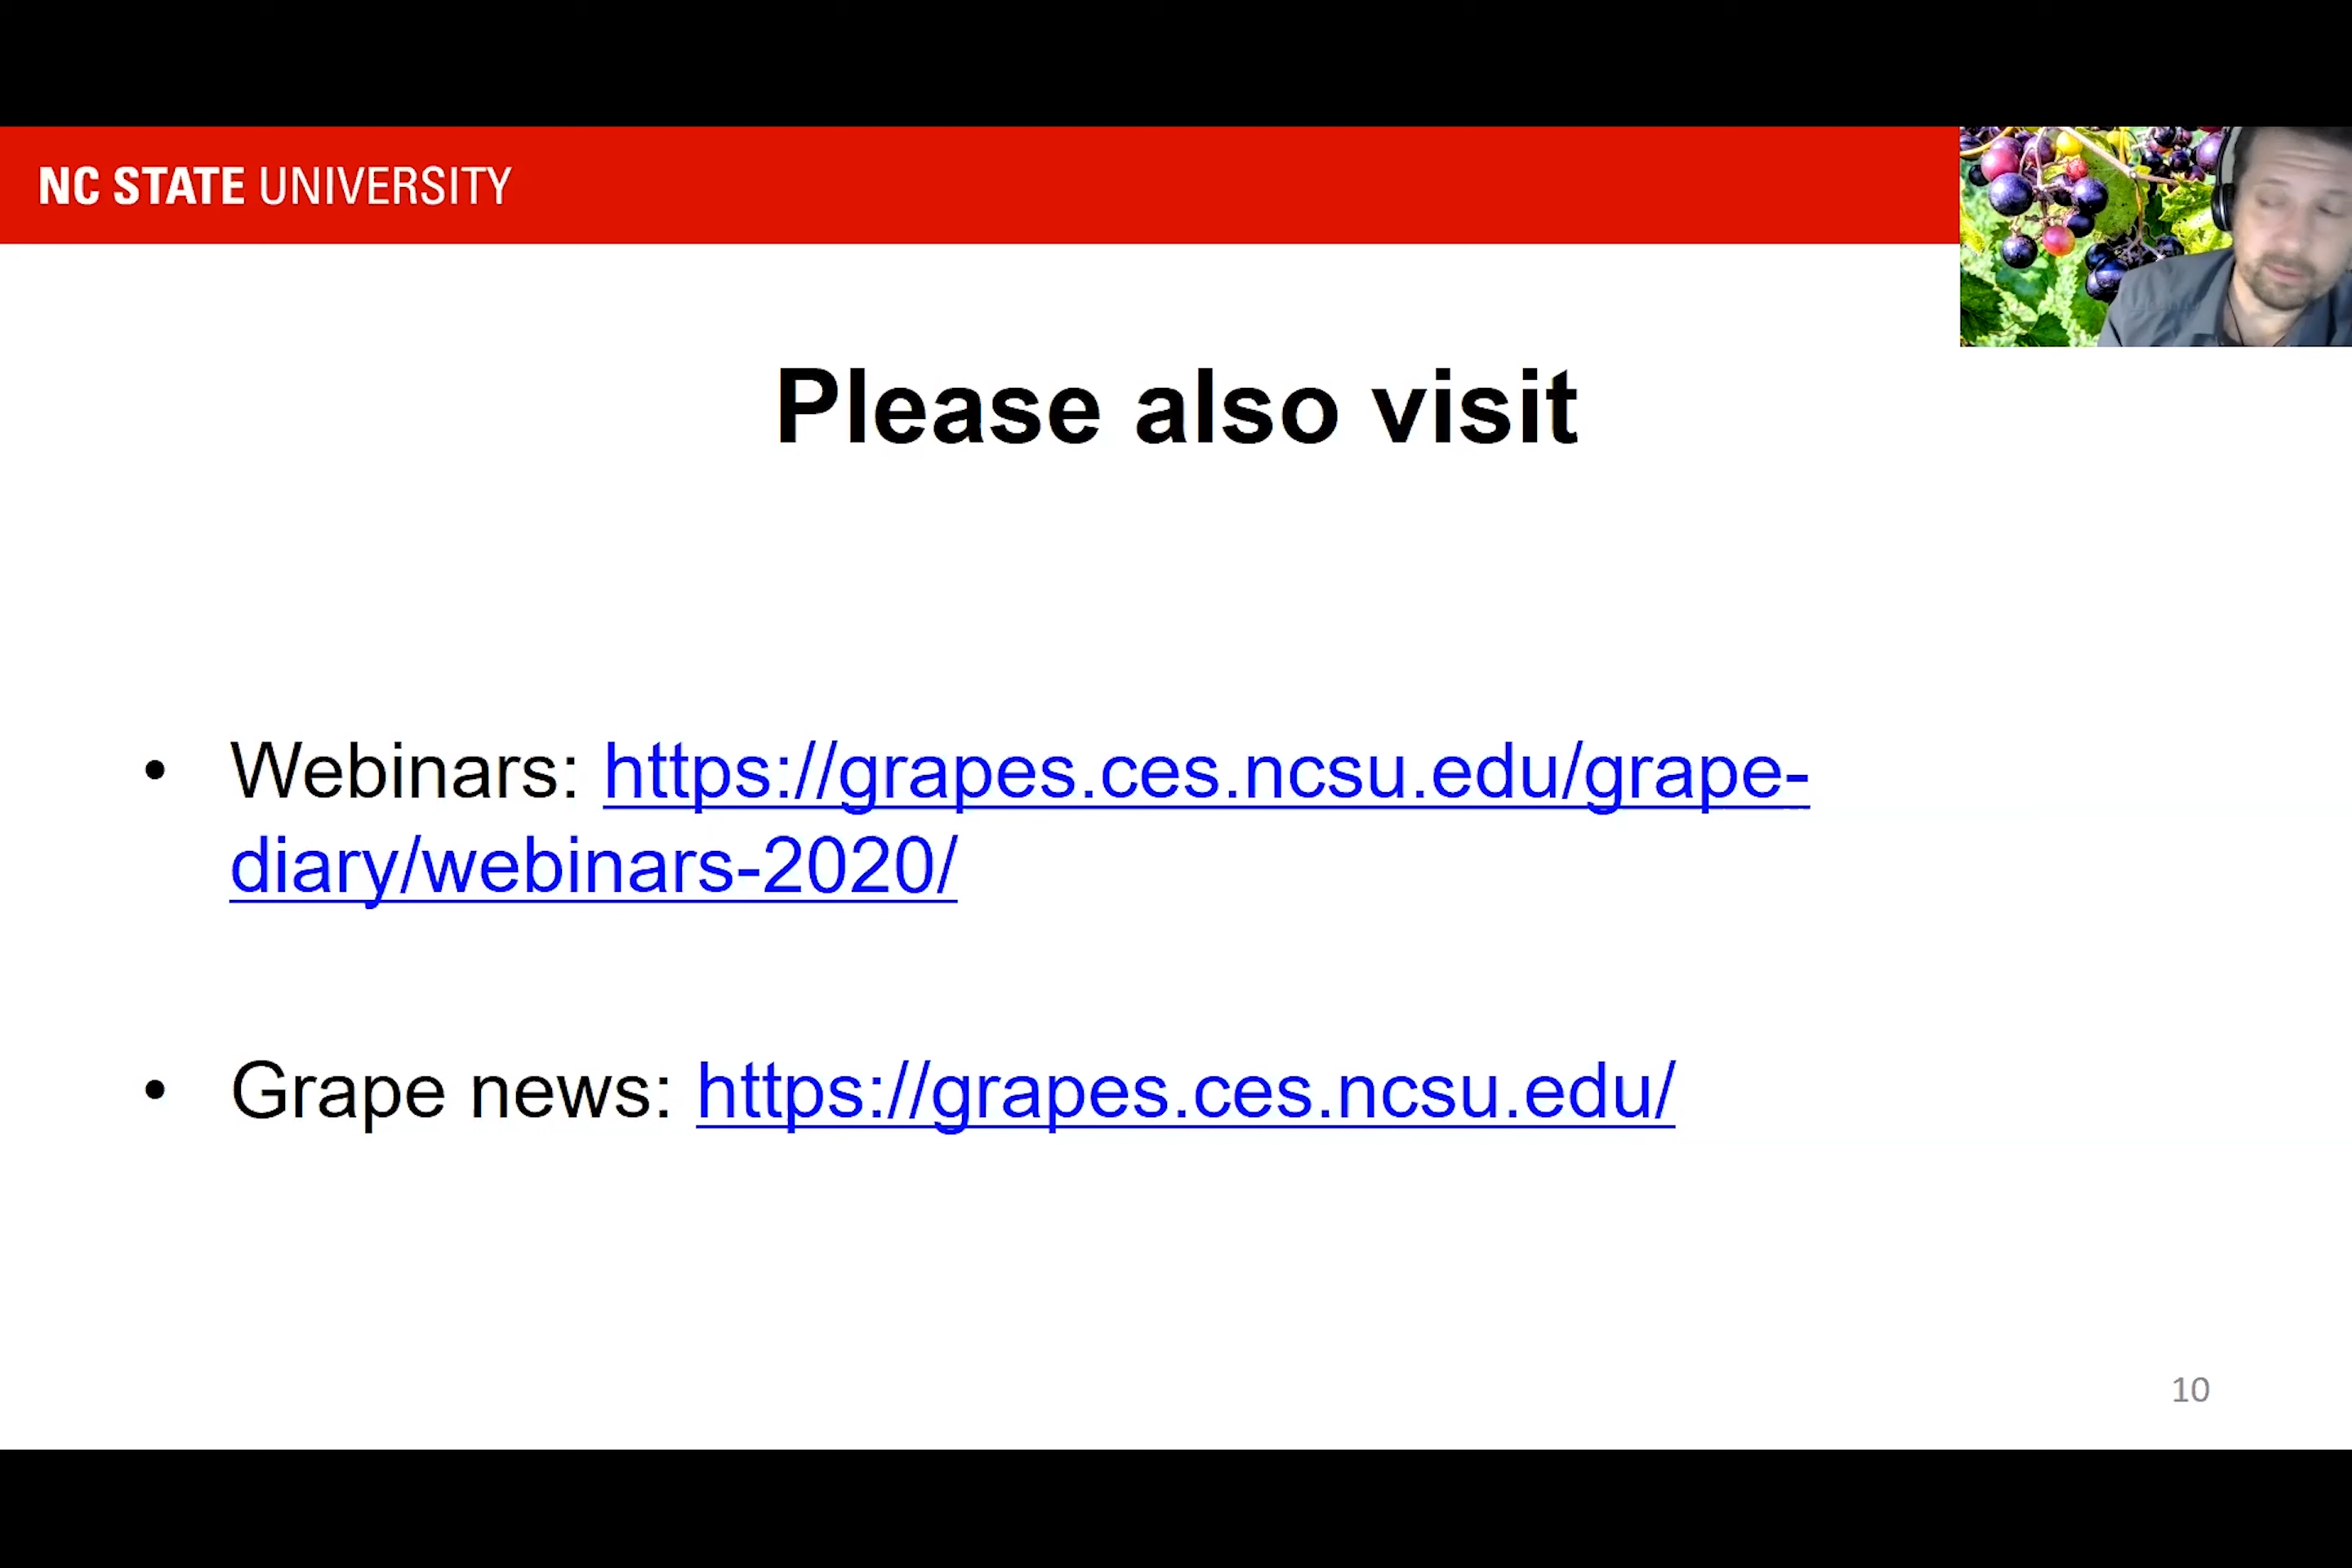 NC STATE UNIVERSITY
Please also visit
• Webinars: https://grapes.ces.ncsu.edu/grape-
diary/webinars-2020/
• Grape news: https://grapes.ces.ncsu.edu/
10